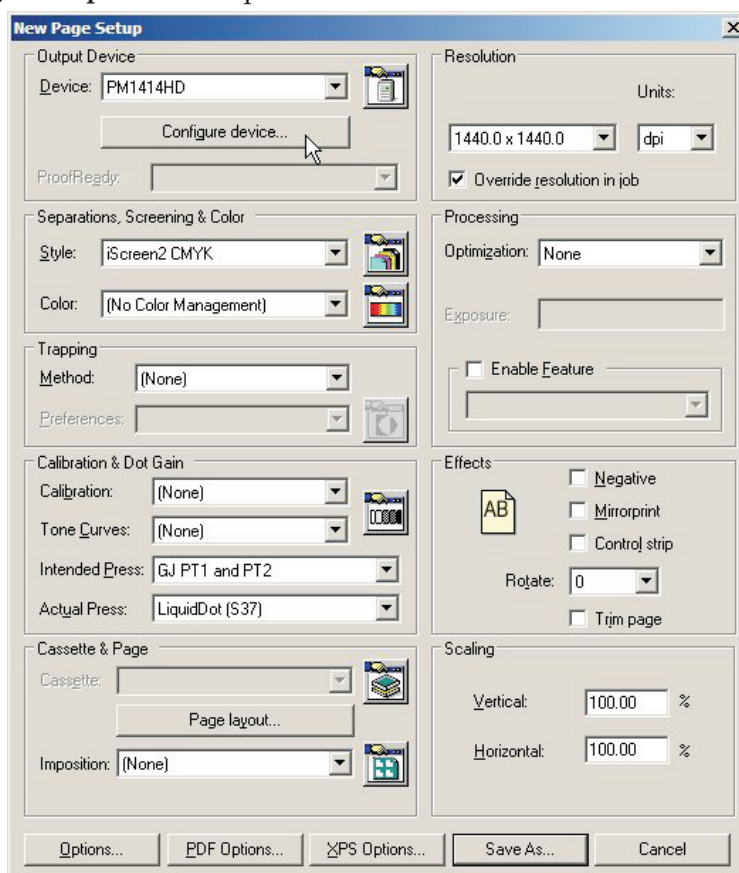 New Page Setup
Output Device
Device: PM1414HD
Configure device...
ProofReady:
Resolution
Units:
1440.0 x 1440.0 dpi
Override resolution in job
Separations, Screening & Color
Style: iScreen2 CMYK
Color: (No Color Management)
Processing
Optimization: None
Exposure:
Enable Feature
Trapping
Method: (None)
Preferences:
Calibration & Dot Gain
Calibration: (None)
Tone Curves: (None)
Intended Press: GJ PT1 and PT2
Actual Press: LiquidDot (S37)
Effects
AB
Negative
Mirrorprint
Control strip
Rotate: 0
Trim page
Cassette & Page
Cassette:
Page layout...
Imposition: (None)
Scaling
Vertical: 100.00 %
Horizontal: 100.00 %
Options... PDF Options... XPS Options... Save As... Cancel